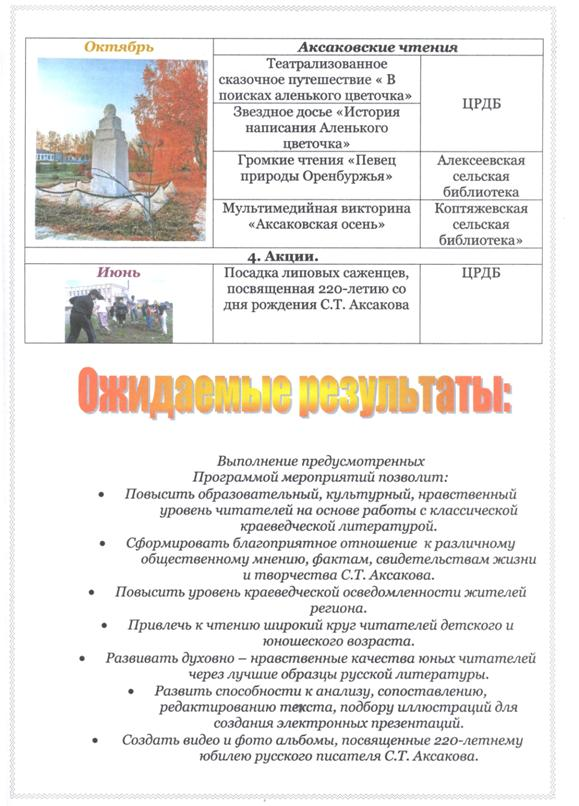 Октябрь
Аксаковские чтения
Театрализованное
сказочное путешествие « В
поисках аленького цветочка»
ЦРДБ
Звездное досье «История
написания Аленького
цветочка»
Громкие чтения «Певец
природы Оренбуржья»
Алексеевская
сельская
библиотека
Мультимедийная викторина
«Аксаковская осень»
Коптяжевская
сельская
библиотека»
4. Акции.
Июнь
Посадка липовых саженцев,
посвященная 220-летию со
дня рождения С.Т. Аксакова
ЦРДБ
Ожидаемые результаты:
Выполнение предусмотренных
Программой мероприятий позволит:
• Повысить образовательный, культурный, нравственный
уровень читателей на основе работы с классической
краеведческой литературой.
• Сформировать благоприятное отношение к различному
общественному мнению, фактам, свидетельствам жизни
и творчества С.Т. Аксакова.
• Повысить уровень краеведческой осведомленности жителей
региона.
• Привлечь к чтению широкий круг читателей детского и
юношеского возраста.
• Развивать духовно – нравственные качества юных читателей
через лучшие образцы русской литературы.
• Развить способности к анализу, сопоставлению,
редактированию текста, подбору иллюстраций для
создания электронных презентаций.
• Создать видео и фото альбомы, посвященные 220-летнему
юбилею русского писателя С.Т. Аксакова.